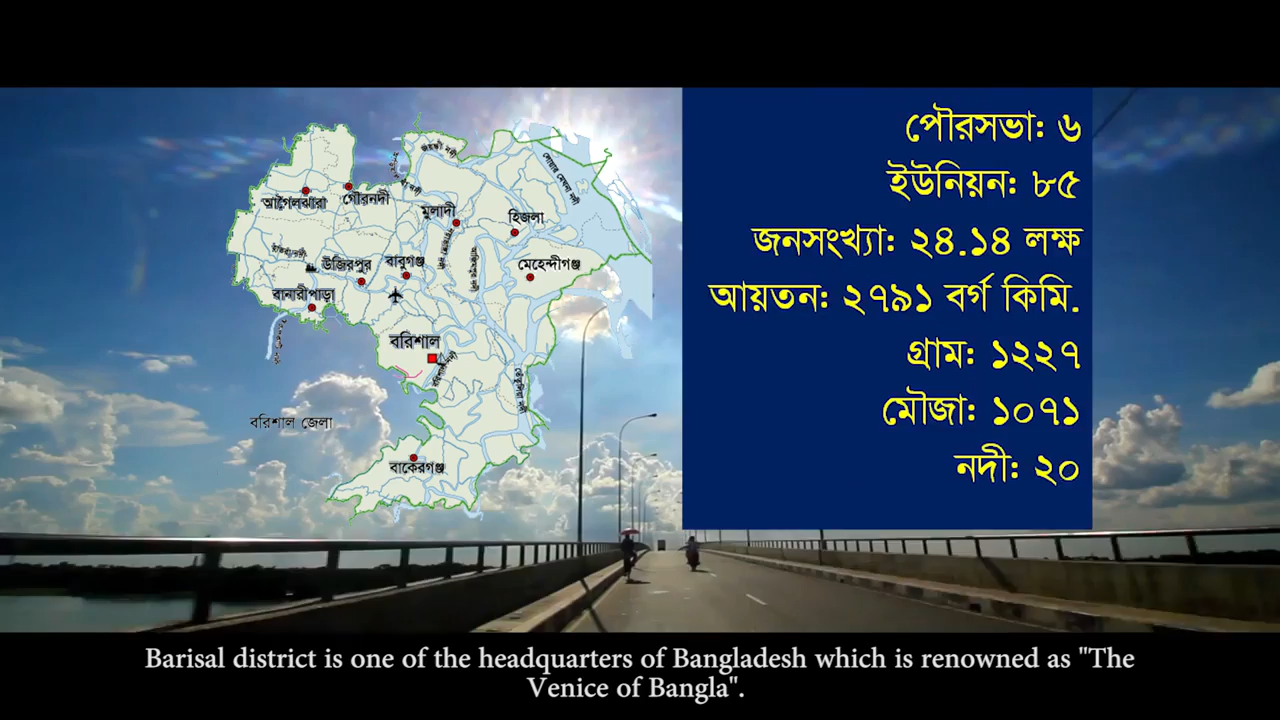 পৌরসভা: ৬
ইউনিয়ন: ৮৫
জনসংখ্যা: ২৪.১৪ লক্ষ
আয়তন: ২৭৯১ বর্গ কিমি.
গ্রাম: ১২২৭
মৌজা: ১০৭১
নদী: ২০
আগৈলঝারা
গৌরনদী
মুলাদী
হিজলা
উজিরপুর
বাবুগঞ্জ
মেহেন্দীগঞ্জ
বানারীপাড়া
বরিশাল
বরিশাল জেলা
বাকেরগঞ্জ
Barisal district is one of the headquarters of Bangladesh which is renowned as "The
Venice of Bangla".